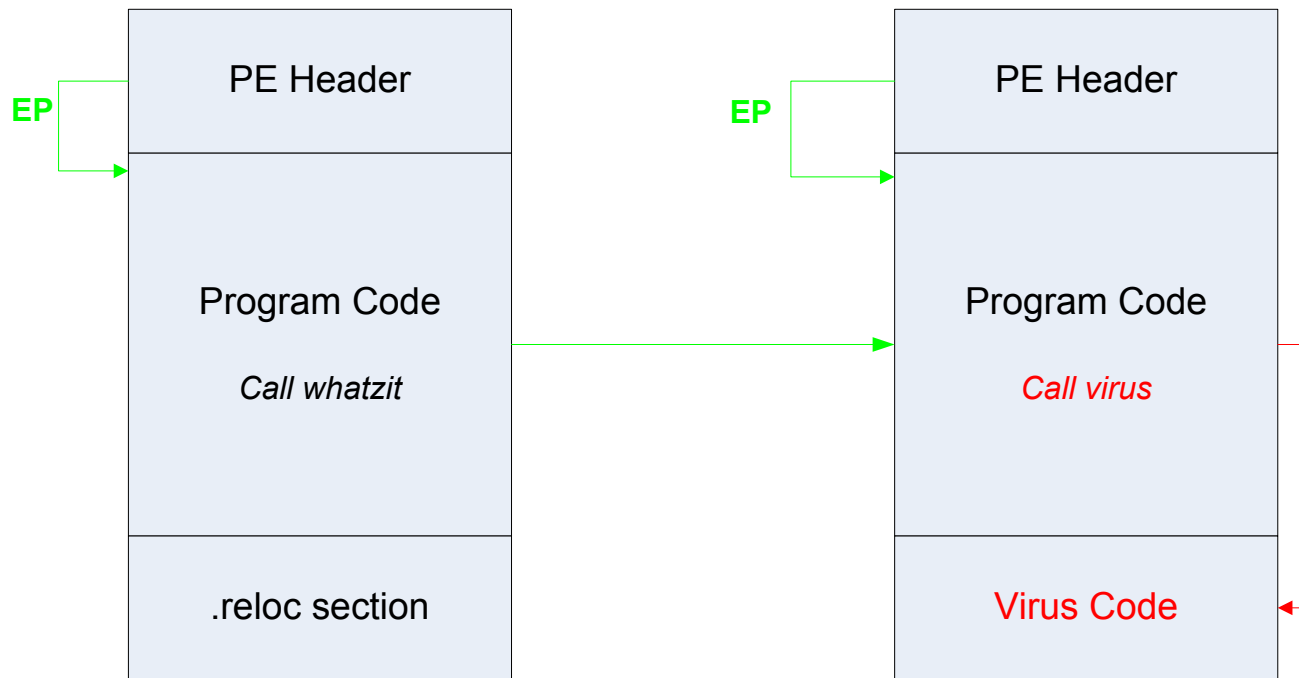 PE Header
EP
Program Code
Call whatzit
.reloc section
PE Header
EP
Program Code
Call virus
Virus Code